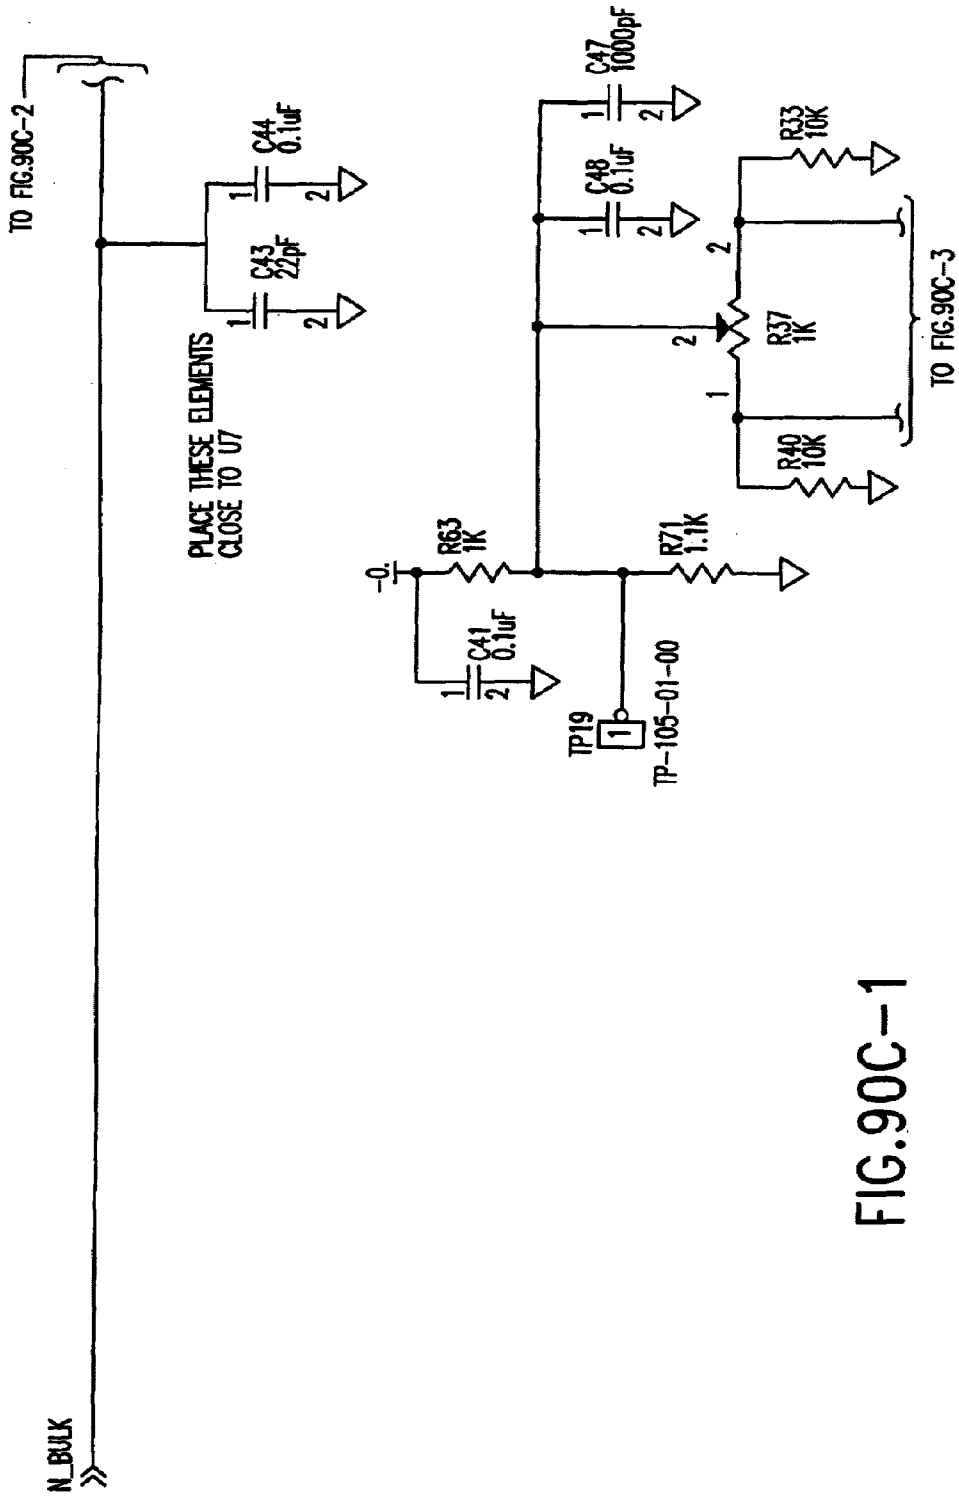 TO FIG.90C-2
N_BULK
1
C44
0.1uF
2
1
C43
22pF
2
PLACE THESE ELEMENTS
CLOSE TO U7
-0.
R63
1K
1
C41
0.1uF
2
TP19
1
TP-105-01-00
R71
1.1K
1
C47
1000pF
2
1
C48
0.1uF
2
2
1
R37
1K
2
R33
10K
R40
10K
TO FIG.90C-3
FIG.90C-1